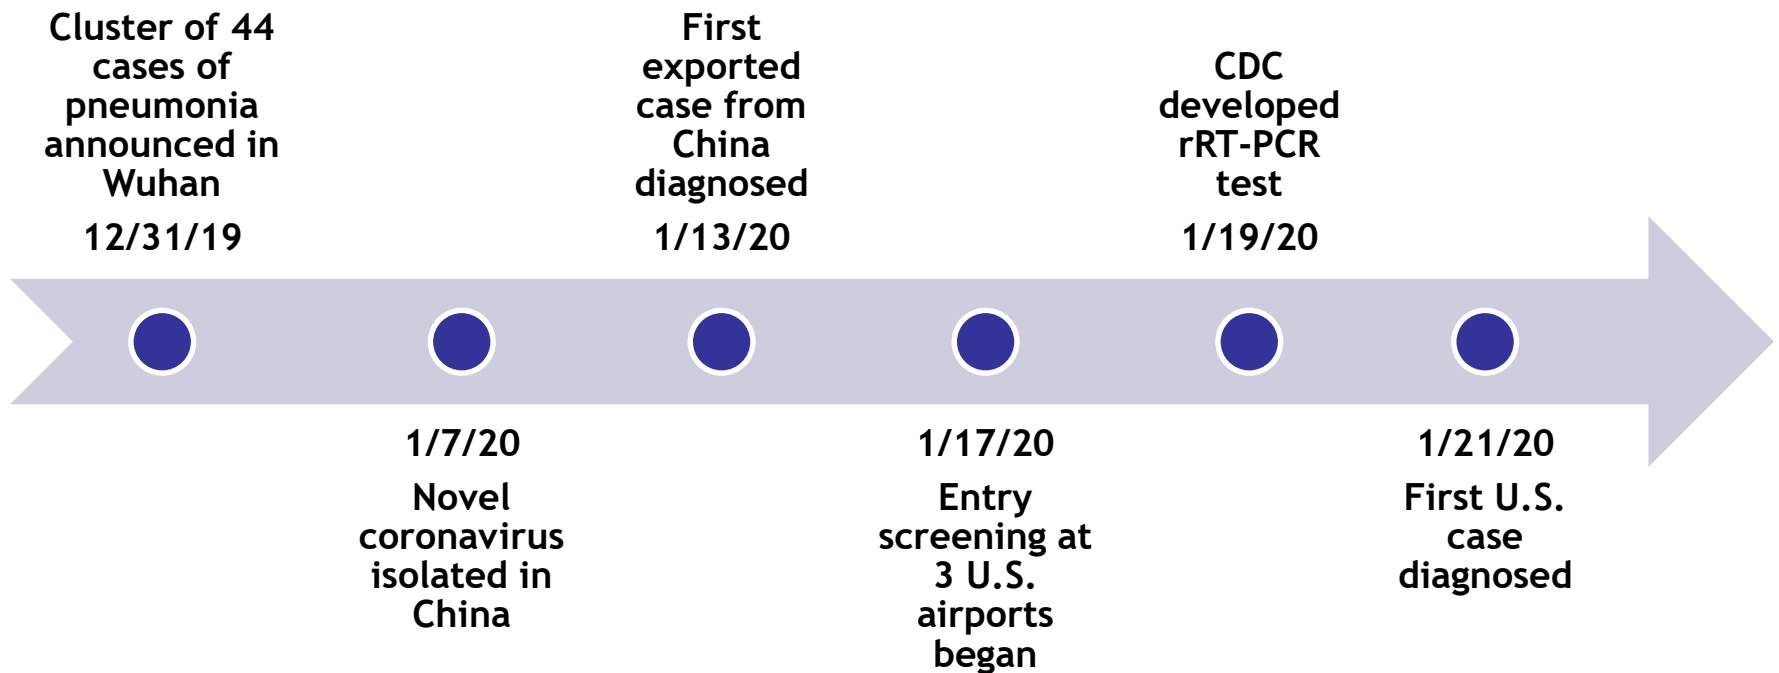 Cluster of 44
cases of
pneumonia
announced in
Wuhan
12/31/19
1/7/20
Novel
coronavirus
isolated in
China
First
exported
case from
China
diagnosed
1/13/20
1/17/20
Entry
screening at
3 U.S.
airports
began
CDC
developed
rRT-PCR
test
1/19/20
1/21/20
First U.S.
case
diagnosed